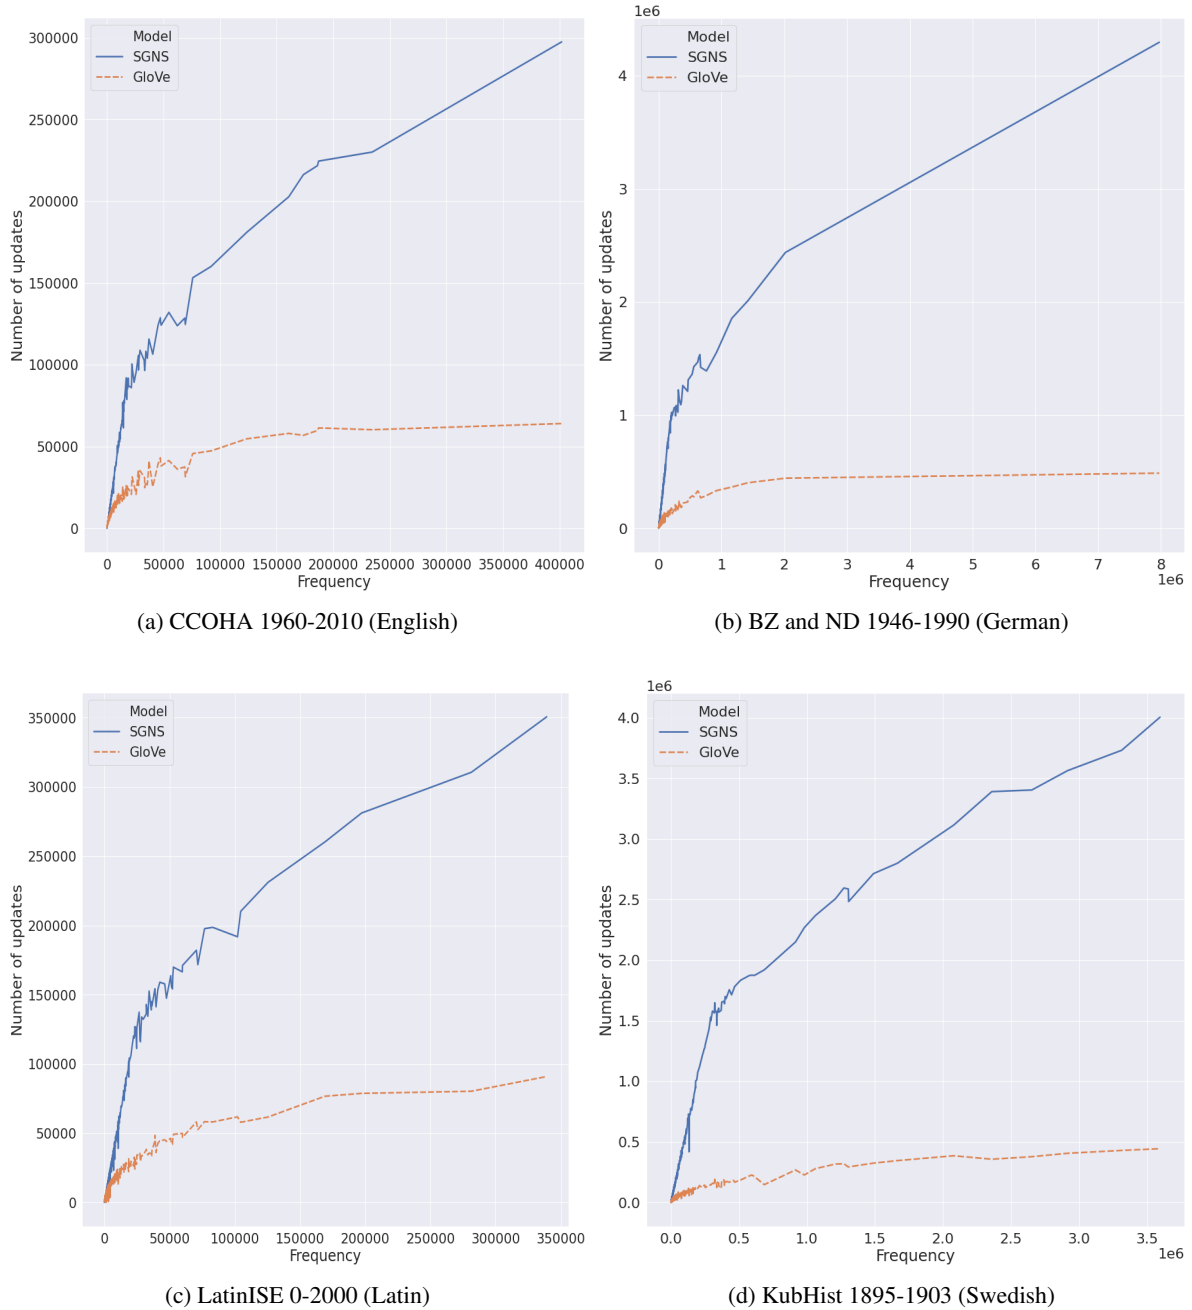 Model
SGNS
GloVe
300000
250000
200000
150000
100000
50000
0
Number of updates
0 50000 100000 150000 200000 250000 300000 350000 400000
Frequency
(a) CCOHA 1960-2010 (English)
1e6
Model
SGNS
GloVe
4
3
2
1
0
Number of updates
0 1 2 3 4 5 6 7 8
1e6
Frequency
(b) BZ and ND 1946-1990 (German)
Model
SGNS
GloVe
350000
300000
250000
200000
150000
100000
50000
0
Number of updates
0 50000 100000 150000 200000 250000 300000 350000
Frequency
(c) LatinISE 0-2000 (Latin)
1e6
Model
SGNS
GloVe
4.0
3.5
3.0
2.5
2.0
1.5
1.0
0.5
0.0
Number of updates
0.0 0.5 1.0 1.5 2.0 2.5 3.0 3.5
1e6
Frequency
(d) KubHist 1895-1903 (Swedish)